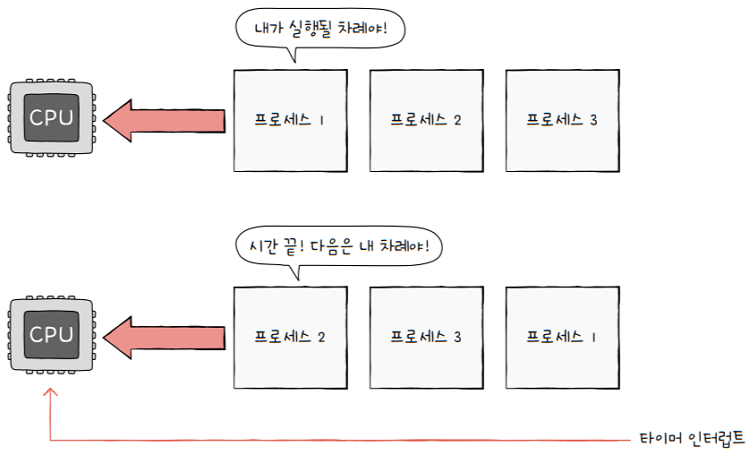 내가 실행될 차례야!
CPU
프로세스 1
프로세스 2
프로세스 3
시간 끝! 다음은 내 차례야!
CPU
프로세스 2
프로세스 3
프로세스 1
타이머 인터럽트